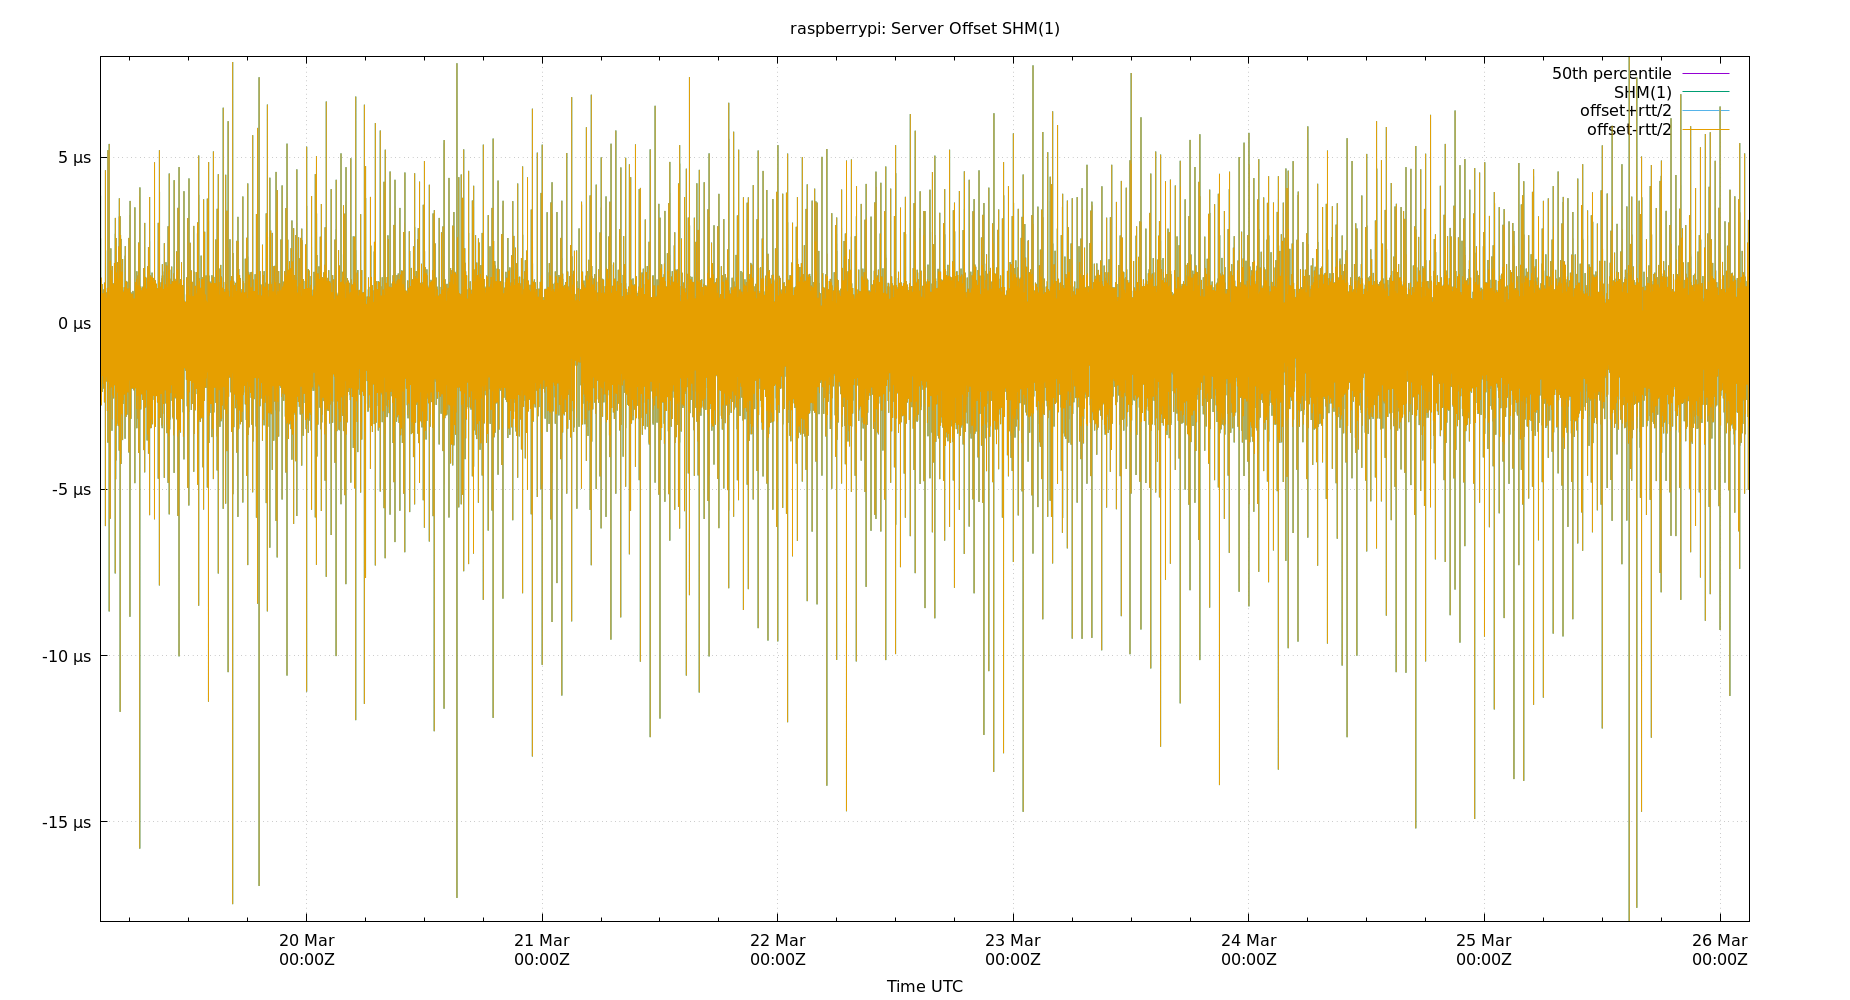 raspberrypi: Server Offset SHM(1)
50th percentile
SHM(1)
offset+rtt/2
offset-rtt/2
5 µs
0 µs
-5 µs
-10 µs
-15 µs
20 Mar 21 Mar 22 Mar 23 Mar 24 Mar 25 Mar 26 Mar
00:00Z 00:00Z 00:00Z 00:00Z 00:00Z 00:00Z 00:00Z
Time UTC